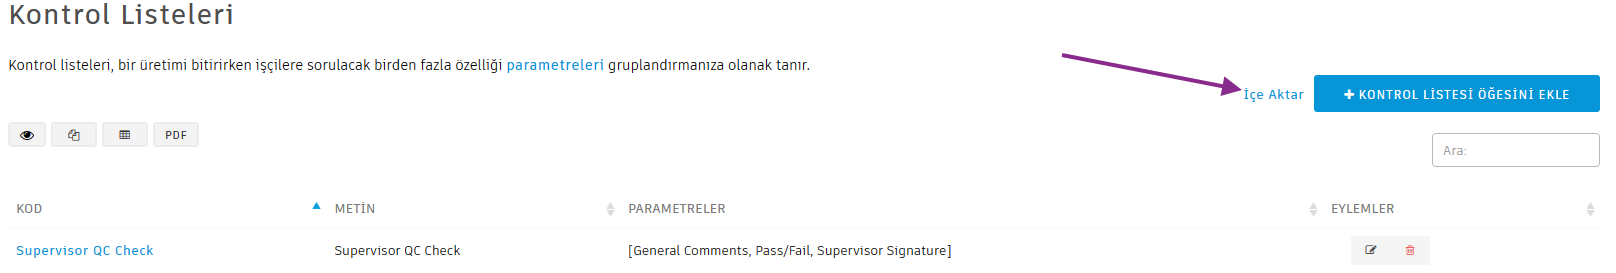 Kontrol Listeleri
Kontrol listeleri, bir üretimi bitirirken işçilere sorulacak birden fazla özelliği parametreleri gruplandırmanıza olanak tanır.
İçe Aktar
KONTROL LİSTESİ ÖĞESİNİ EKLE
PDF
Ara:
KOD METİN PARAMETRELER EYLEMLER
Supervisor QC Check Supervisor QC Check [General Comments, Pass/Fail, Supervisor Signature]